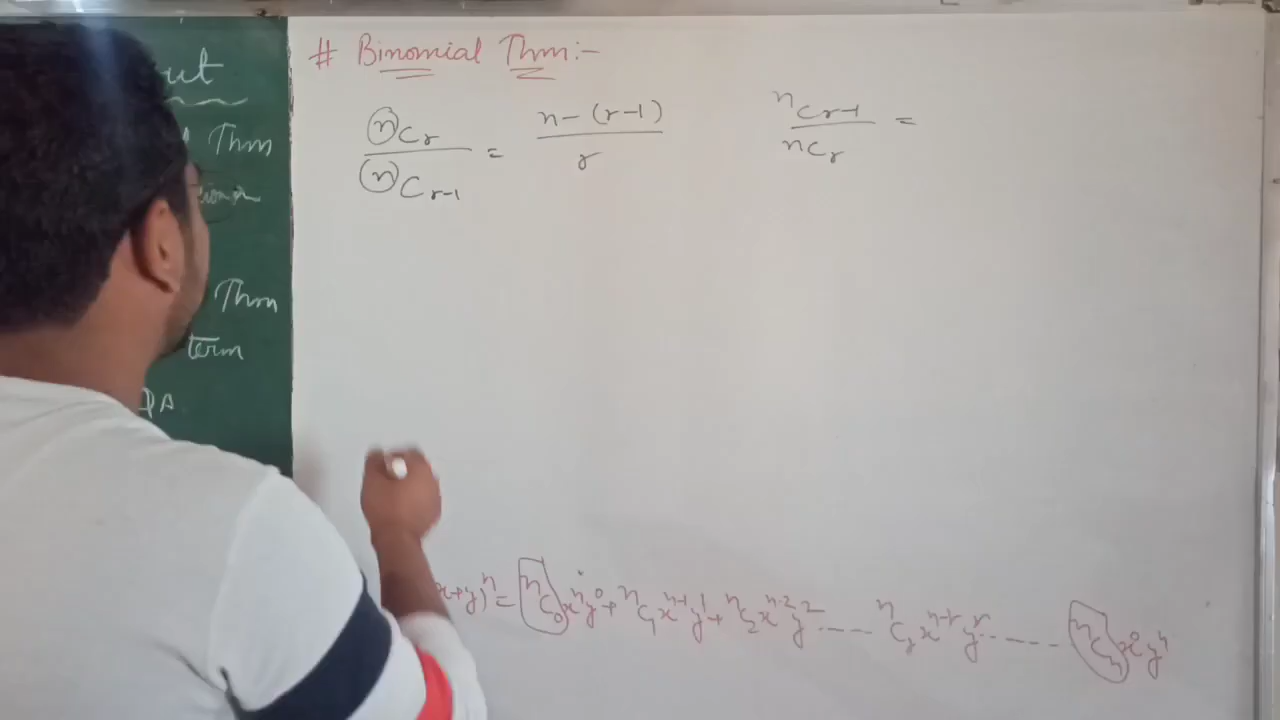 ut
Thm
Thm
term
DA
# Binomial Thm:-
nCr / nCr-1 = n-(r-1) / r
nCr-1 / nCr =
x+y)^n = nC0 x^n y^0 + nC1 x^n-1 y^1 + nC2 x^n-2 y^2 ----- nCr x^n-r y^r ------ nCn x^0 y^n